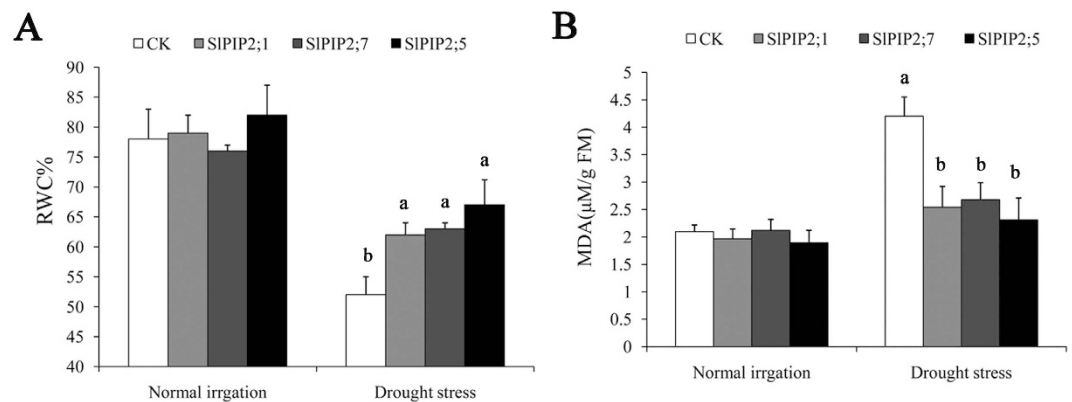 A
CK SlPIP2;1 SlPIP2;7 SlPIP2;5
RWC%
90
85
80
75
70
65
60
55
50
45
40
b a a a
Normal irrgation Drought stress
B
CK SlPIP2;1 SlPIP2;7 SlPIP2;5
MDA(μM/g FM)
5
4.5
4
3.5
3
2.5
2
1.5
1
0.5
0
a b b b
Normal irrigation Drought stress